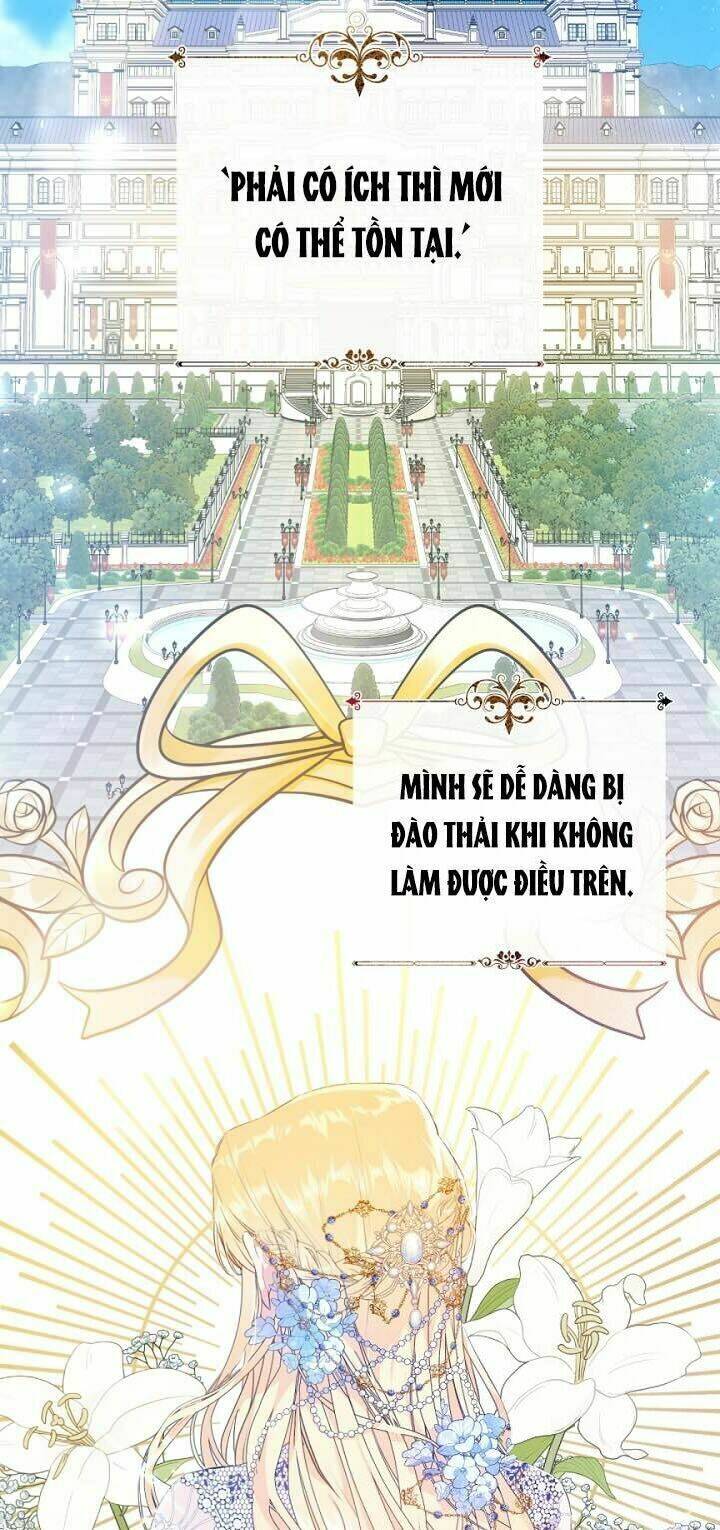 ‘PHẢI CÓ ÍCH THÌ MỚI
CÓ THỂ TỒN TẠI.’
MÌNH SẼ DỄ DÀNG BỊ
ĐÀO THẢI KHI KHÔNG
LÀM ĐƯỢC ĐIỀU TRÊN.